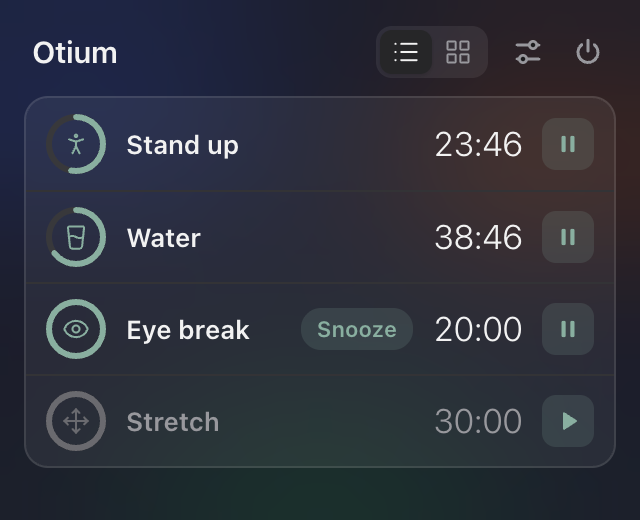 Otium
Stand up 23:46
Water 38:46
Eye break Snooze 20:00
Stretch 30:00